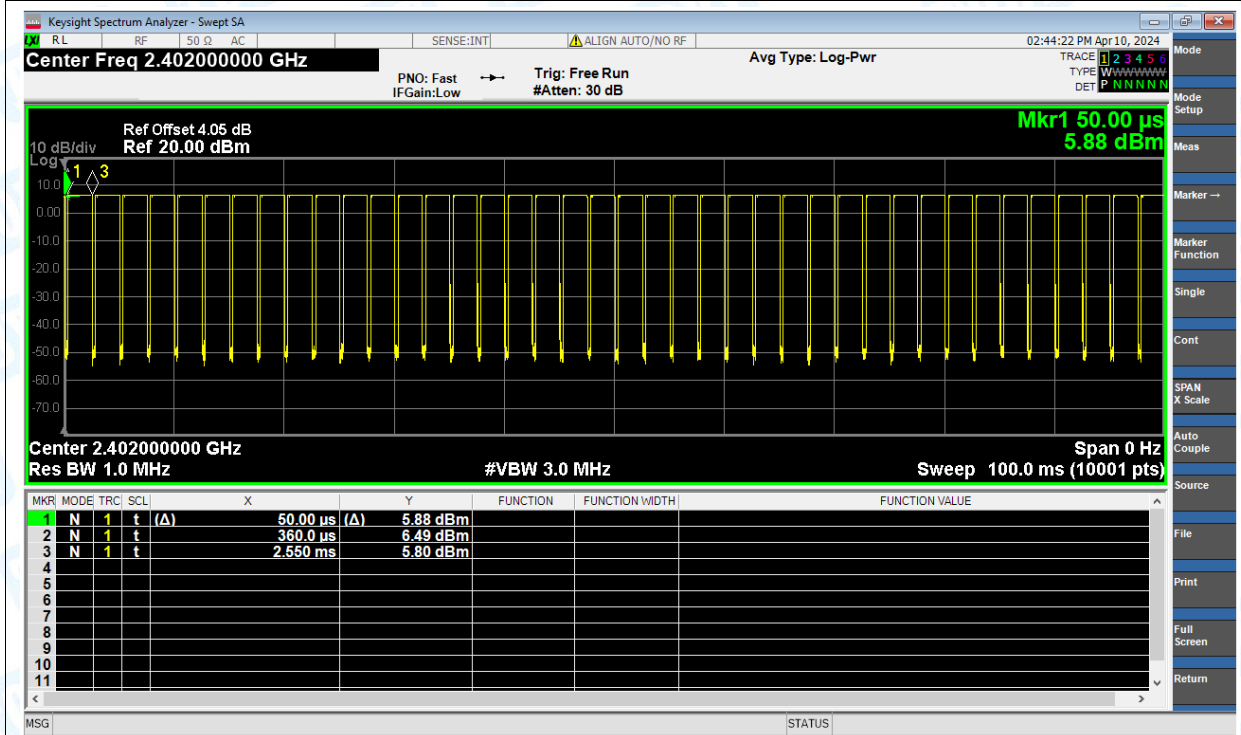 Keysight Spectrum Analyzer - Swept SA
LXI RL RF 50 Ω AC SENSE:INT ALIGN AUTO/NO RF 02:44:22 PM Apr 10, 2024
Center Freq 2.402000000 GHz Avg Type: Log-Pwr TRACE 1 2 3 4 5 6
PNO: Fast Trig: Free Run TYPE WWWWWW
IFGain:Low #Atten: 30 dB DET P N N N N N
Mkr1 50.00 µs
Ref Offset 4.05 dB
10 dB/div Ref 20.00 dBm 5.88 dBm
Log
1 3
10.0
0.00
-10.0
-20.0
-30.0
-40.0
-50.0
-60.0
-70.0
Center 2.402000000 GHz Span 0 Hz
Res BW 1.0 MHz #VBW 3.0 MHz Sweep 100.0 ms (10001 pts)
MKR MODE TRC SCL X Y FUNCTION FUNCTION WIDTH FUNCTION VALUE
1 N 1 t (Δ) 50.00 µs (Δ) 5.88 dBm
2 N 1 t 360.0 µs 6.49 dBm
3 N 1 t 2.550 ms 5.80 dBm
4
5
6
7
8
9
10
11
MSG STATUS
Mode
Mode
Setup
Meas
Marker→
Marker
Function
Single
Cont
SPAN
X Scale
Auto
Couple
Source
File
Print
Full
Screen
Return